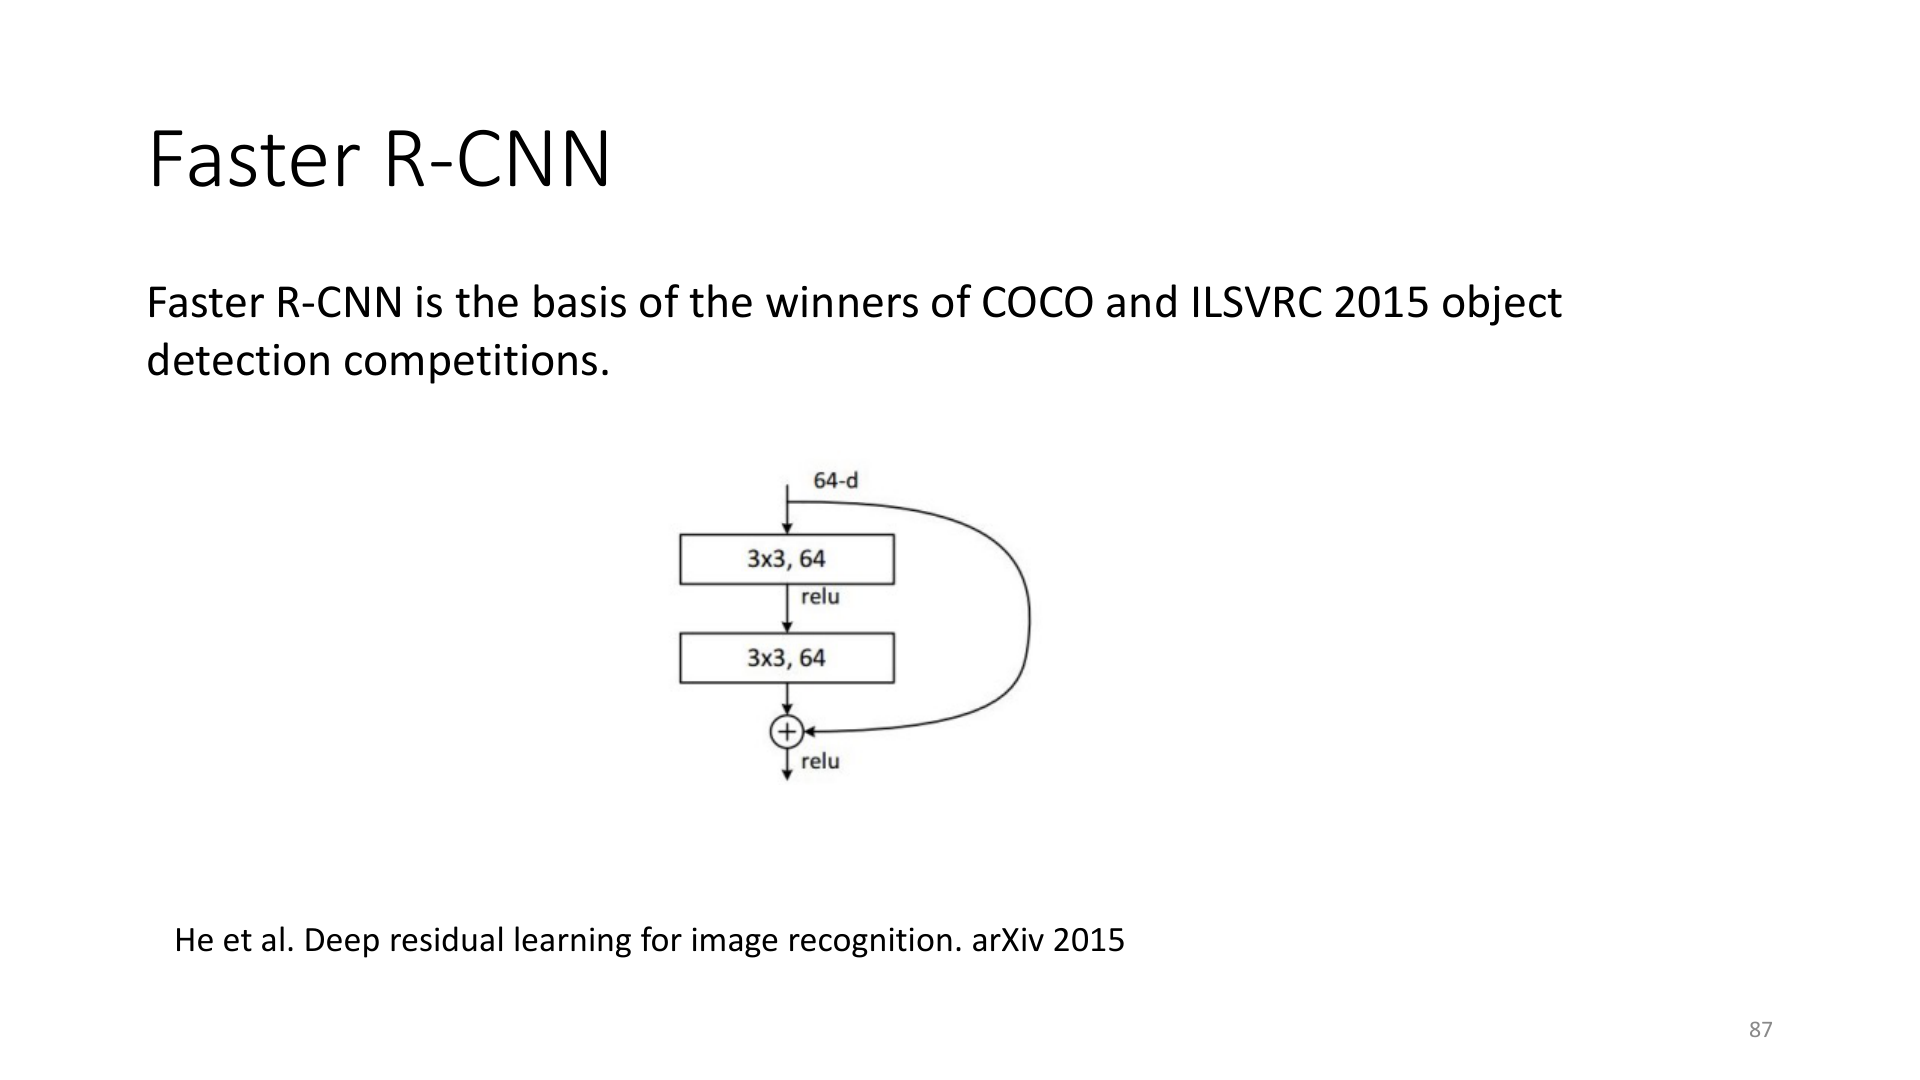 Faster R-CNN
Faster R-CNN is the basis of the winners of COCO and ILSVRC 2015 object
detection competitions.
64-d
3x3, 64
relu
3x3, 64
relu
He et al. Deep residual learning for image recognition. arXiv 2015
87